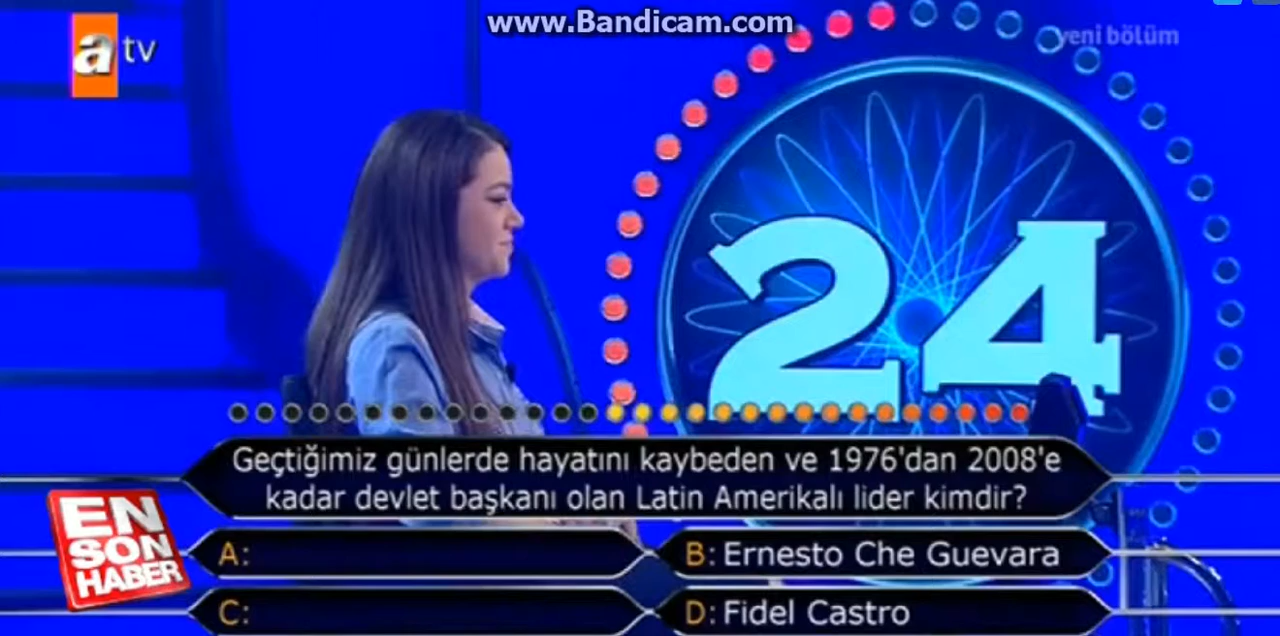 www.Bandicam.com
a tv
yeni bölüm
24
Geçtiğimiz günlerde hayatını kaybeden ve 1976'dan 2008'e
kadar devlet başkanı olan Latin Amerikalı lider kimdir?
A:
B: Ernesto Che Guevara
C:
D: Fidel Castro
EN
SON
HABER